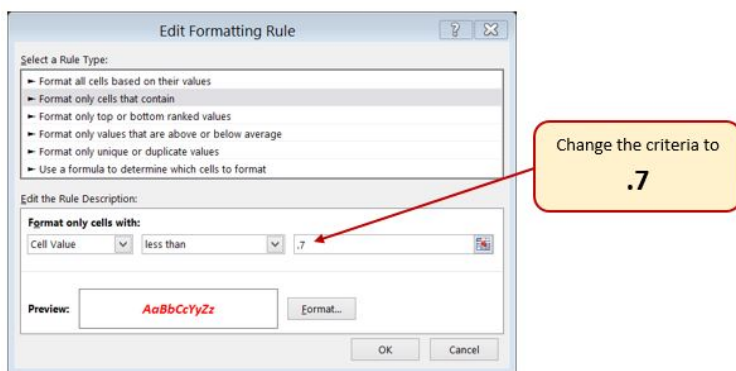 Edit Formatting Rule
Select a Rule Type:
► Format all cells based on their values
► Format only cells that contain
► Format only top or bottom ranked values
► Format only values that are above or below average
► Format only unique or duplicate values
► Use a formula to determine which cells to format
Edit the Rule Description:
Format only cells with:
Cell Value less than .7
Preview: AaBbCcYyZz Format...
OK Cancel
Change the criteria to
.7